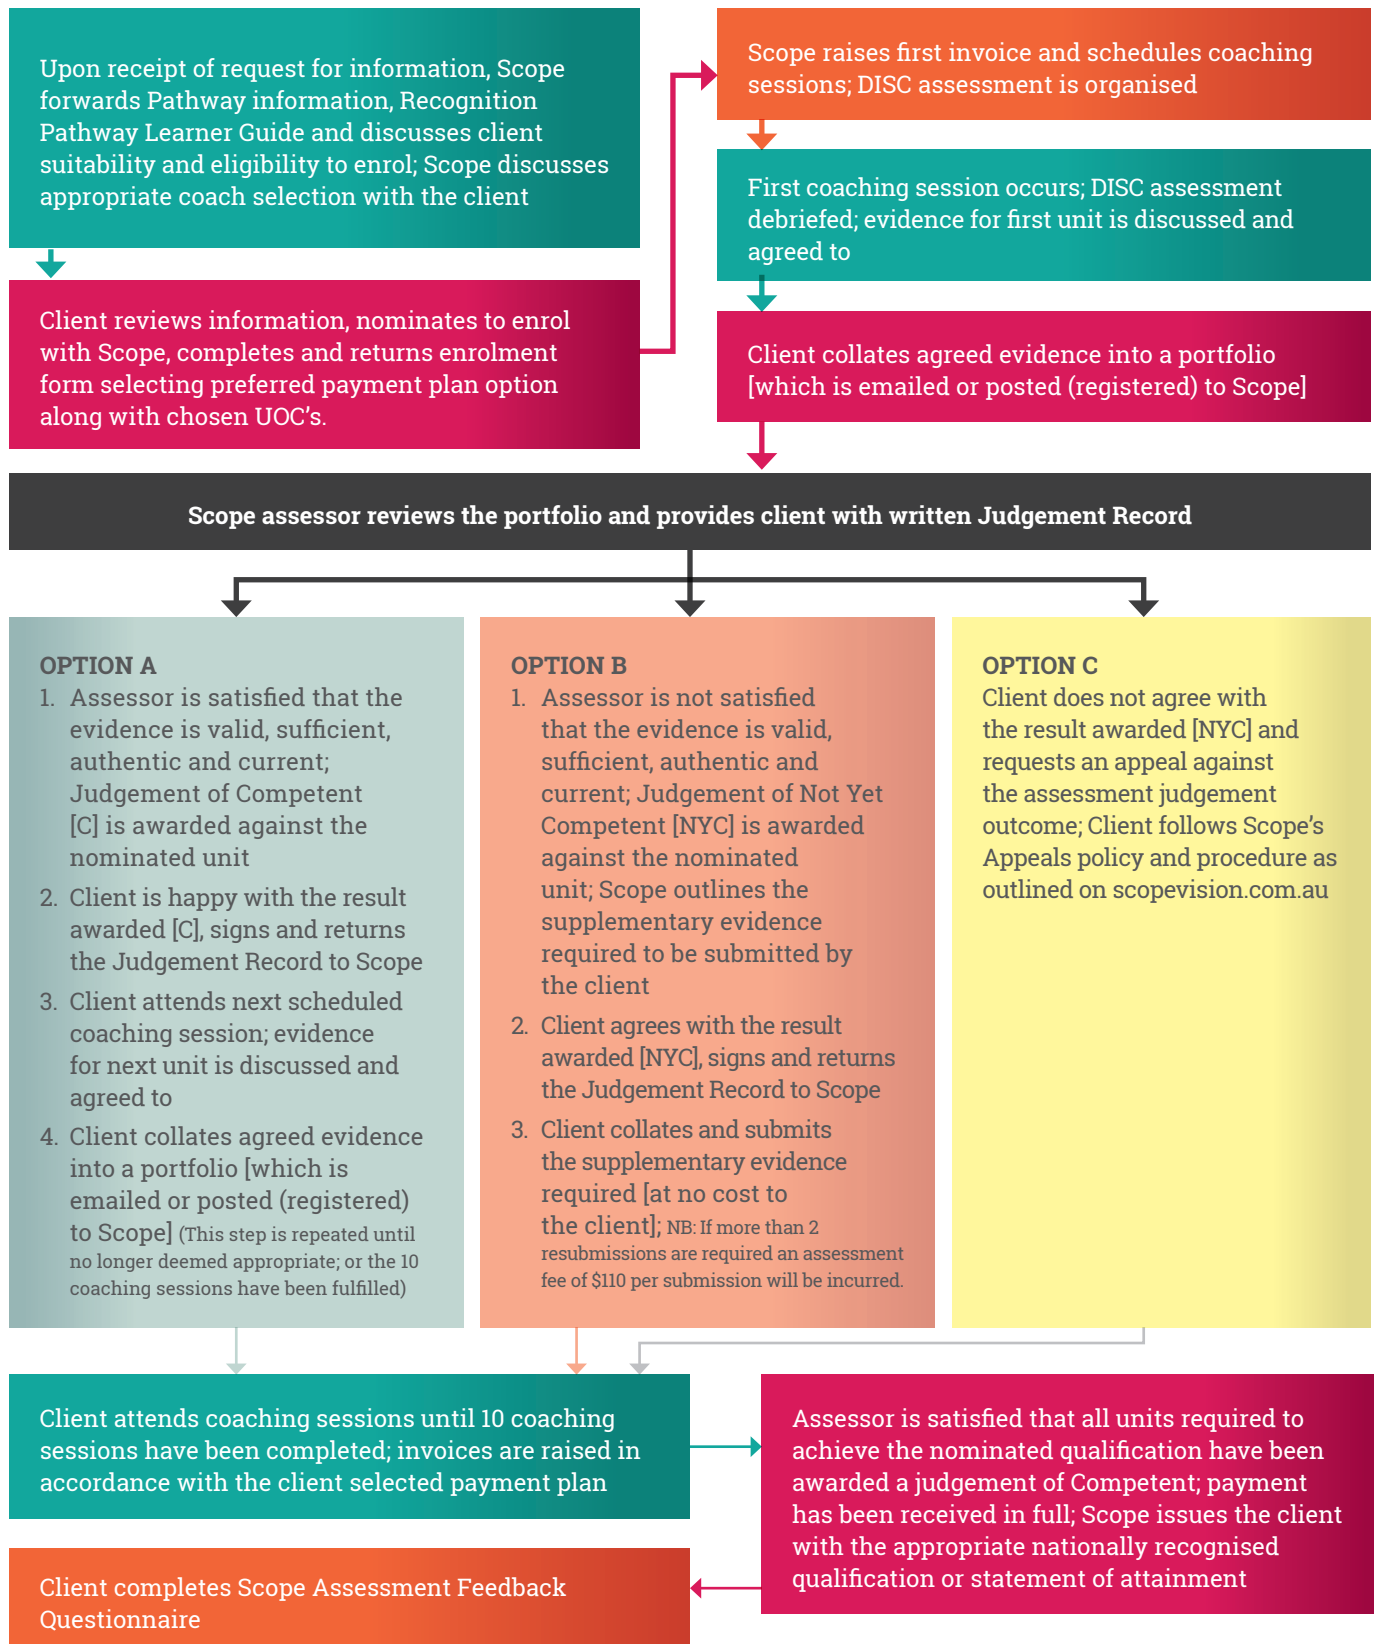 Upon receipt of request for information, Scope
forwards Pathway information, Recognition
Pathway Learner Guide and discusses client
suitability and eligibility to enrol; Scope discusses
appropriate coach selection with the client
Client reviews information, nominates to enrol
with Scope, completes and returns enrolment
form selecting preferred payment plan option
along with chosen UOC's.
Scope raises first invoice and schedules coaching
sessions; DISC assessment is organised
First coaching session occurs; DISC assessment
debriefed; evidence for first unit is discussed and
agreed to
Client collates agreed evidence into a portfolio
[which is emailed or posted (registered) to Scope]
Scope assessor reviews the portfolio and provides client with written Judgement Record
OPTION A
1. Assessor is satisfied that the
evidence is valid, sufficient,
authentic and current;
Judgement of Competent
[C] is awarded against the
nominated unit
2. Client is happy with the result
awarded [C], signs and returns
the Judgement Record to Scope
3. Client attends next scheduled
coaching session; evidence
for next unit is discussed and
agreed to
4. Client collates agreed evidence
into a portfolio [which is
emailed or posted (registered)
to Scope] (This step is repeated until
no longer deemed appropriate; or the 10
coaching sessions have been fulfilled)
OPTION B
1. Assessor is not satisfied
that the evidence is valid,
sufficient, authentic and
current; Judgement of Not Yet
Competent [NYC] is awarded
against the nominated
unit; Scope outlines the
supplementary evidence
required to be submitted by
the client
2. Client agrees with the result
awarded [NYC], signs and returns
the Judgement Record to Scope
3. Client collates and submits
the supplementary evidence
required [at no cost to
the client]; NB: If more than 2
resubmissions are required an assessment
fee of $110 per submission will be incurred.
OPTION C
Client does not agree with
the result awarded [NYC] and
requests an appeal against
the assessment judgement
outcome; Client follows Scope's
Appeals policy and procedure as
outlined on scopevision.com.au
Client attends coaching sessions until 10 coaching
sessions have been completed; invoices are raised in
accordance with the client selected payment plan
Assessor is satisfied that all units required to
achieve the nominated qualification have been
awarded a judgement of Competent; payment
has been received in full; Scope issues the client
with the appropriate nationally recognised
qualification or statement of attainment
Client completes Scope Assessment Feedback
Questionnaire